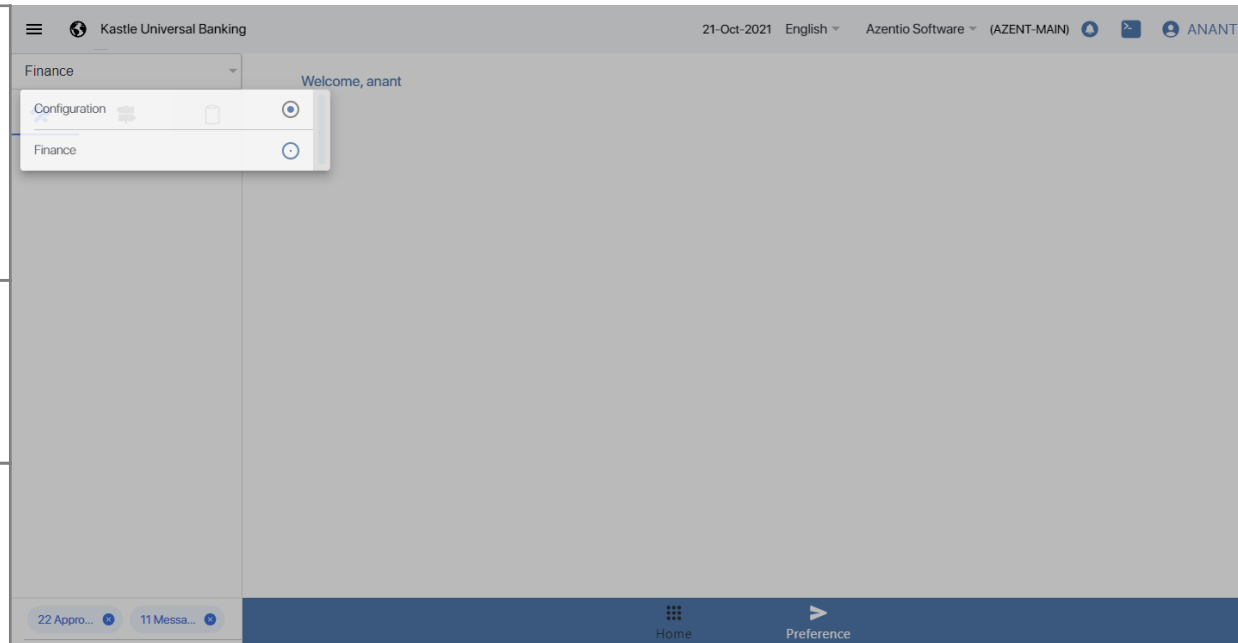 Kastle Universal Banking 21-Oct-2021 English Azentio Software (AZENT-MAIN) ANANT
Finance
Welcome, anant
Configuration
Finance
22 Appro... 11 Messa...
Home Preference